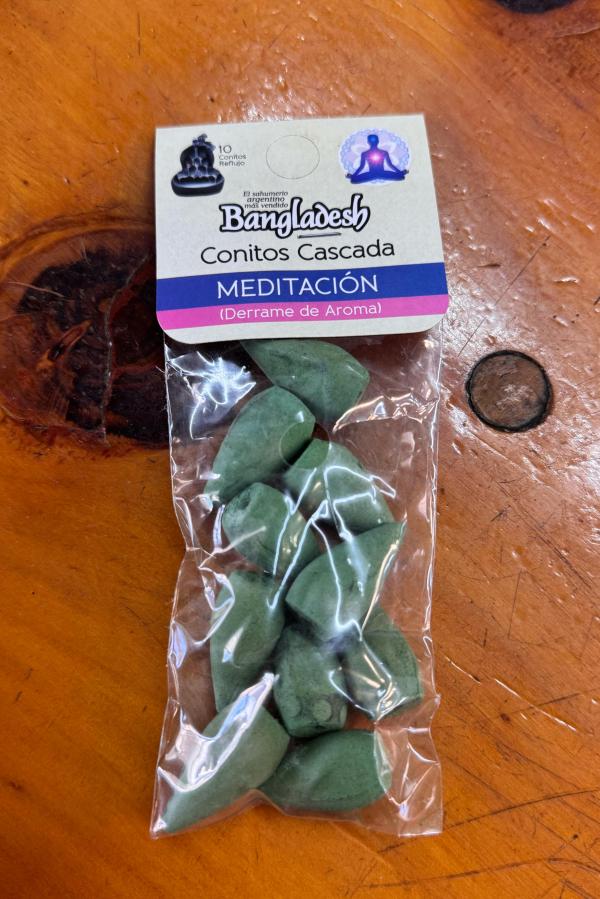 10
Conitos
Reflujo
El sahumerio
argentino
más vendido
Bangladesh
Conitos Cascada
MEDITACIÓN
(Derrame de Aroma)